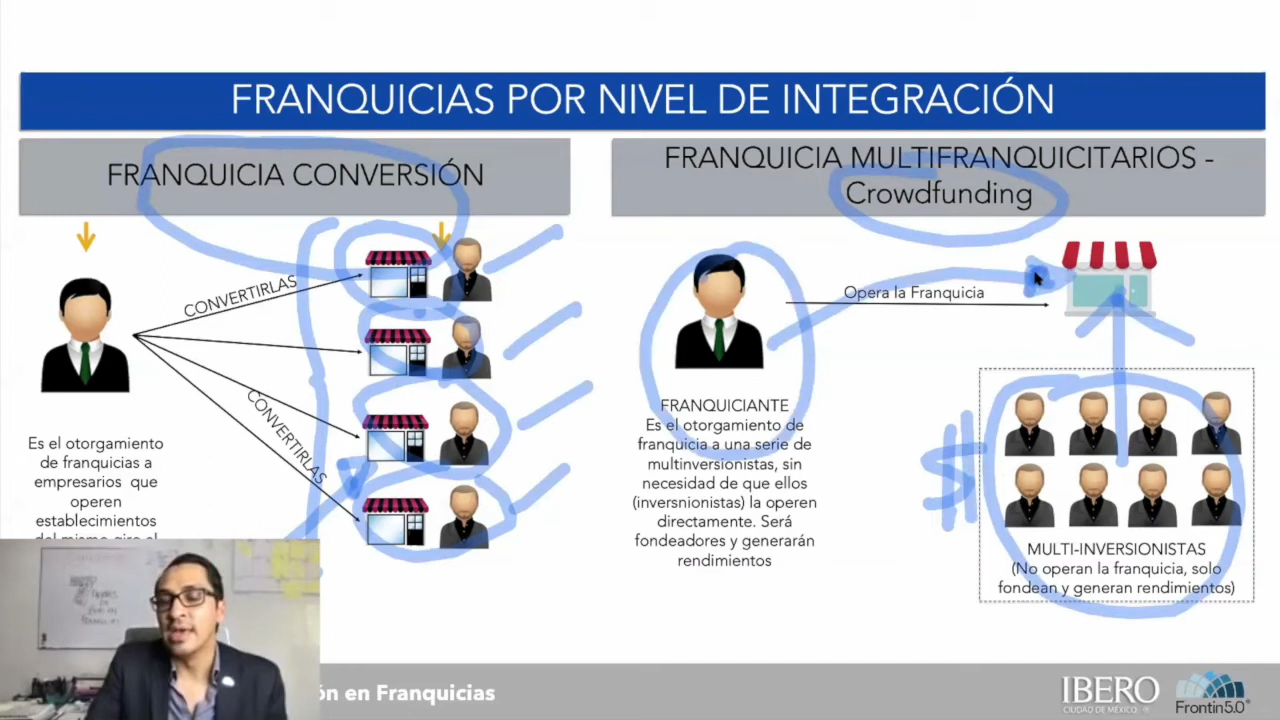 FRANQUICIAS POR NIVEL DE INTEGRACIÓN
FRANQUICIA CONVERSIÓN
CONVERTIRLAS
CONVERTIRLAS
Es el otorgamiento
de franquicias a
empresarios que
operen
establecimientos
FRANQUICIA MULTIFRANQUICITARIOS -
Crowdfunding
Opera la Franquicia
FRANQUICIANTE
Es el otorgamiento de
franquicia a una serie de
multinversionistas, sin
necesidad de que ellos
(inversnionistas) la operen
directamente. Será
fondeadores y generarán
rendimientos
$
MULTI-INVERSIONISTAS
(No operan la franquicia, solo
fondean y generan rendimientos)
ón en Franquicias
IBERO
CIUDAD DE MÉXICO
Frontin5.0